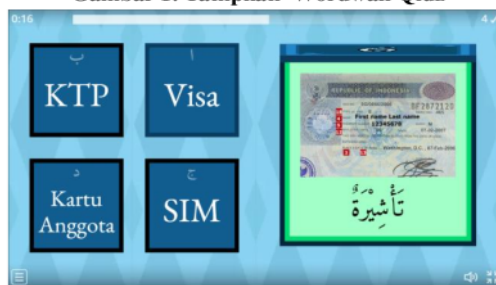 Gambar 1. Tampilan Wordwall Quiz
0:16
4
ب
KTP
ا
Visa
د
Kartu
Anggota
ج
SIM
REPUBLIC OF INDONESIA
First name Last name
12345678
تَأْشِيْرَةٌ